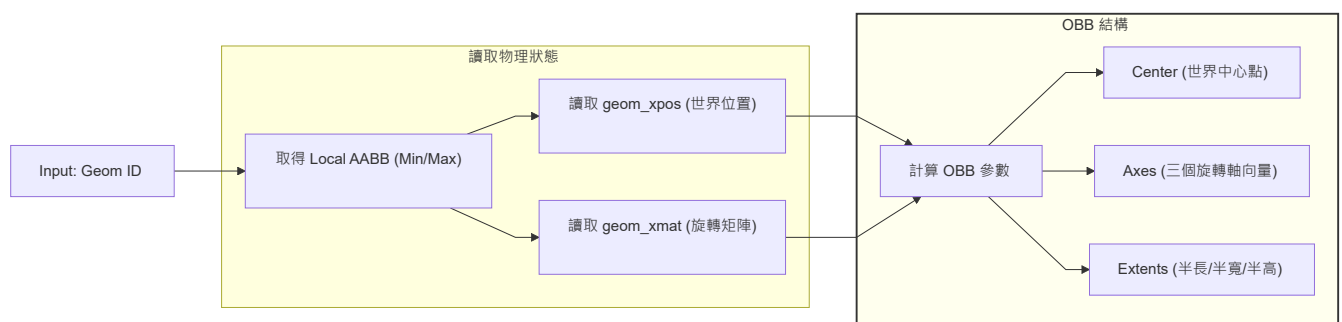 Input: Geom ID
讀取物理狀態
取得 Local AABB (Min/Max)
讀取 geom_xpos (世界位置)
讀取 geom_xmat (旋轉矩陣)
OBB 結構
計算 OBB 參數
Center (世界中心點)
Axes (三個旋轉軸向量)
Extents (半長/半寬/半高)